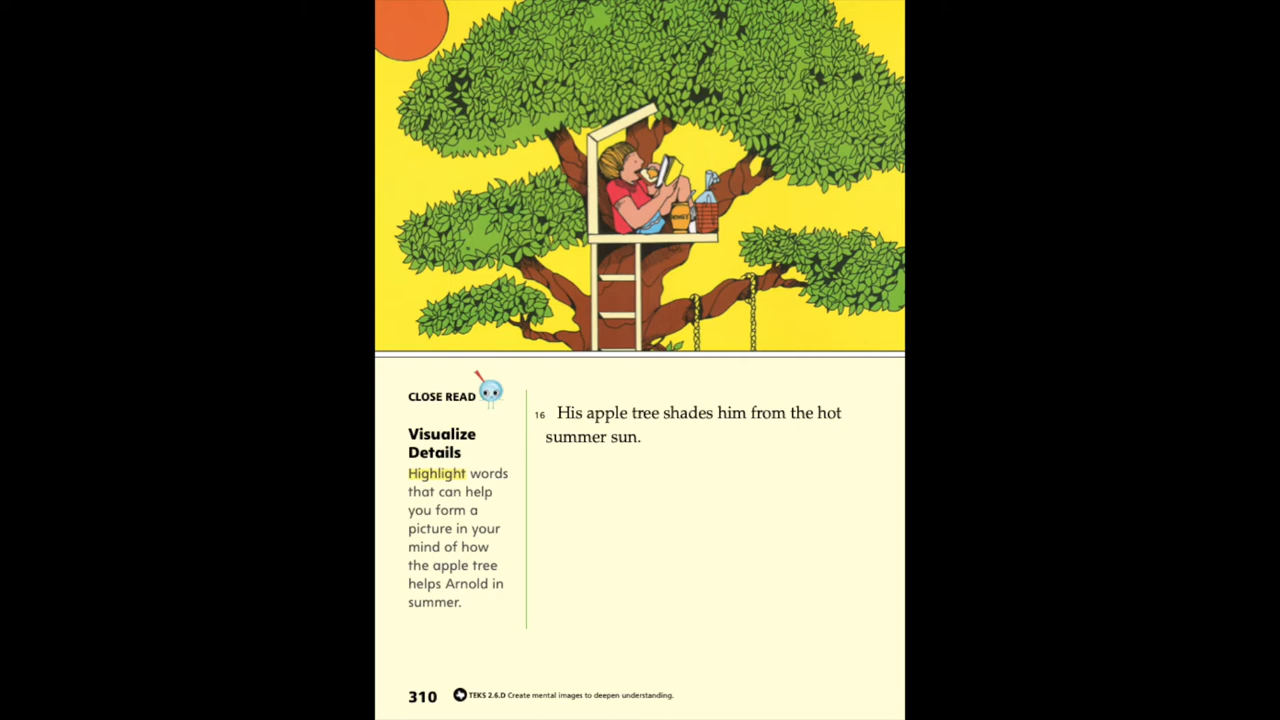 HONEY
CLOSE READ
Visualize
Details
Highlight words
that can help
you form a
picture in your
mind of how
the apple tree
helps Arnold in
summer.
16 His apple tree shades him from the hot
summer sun.
310 TEKS 2.6.D Create mental images to deepen understanding.